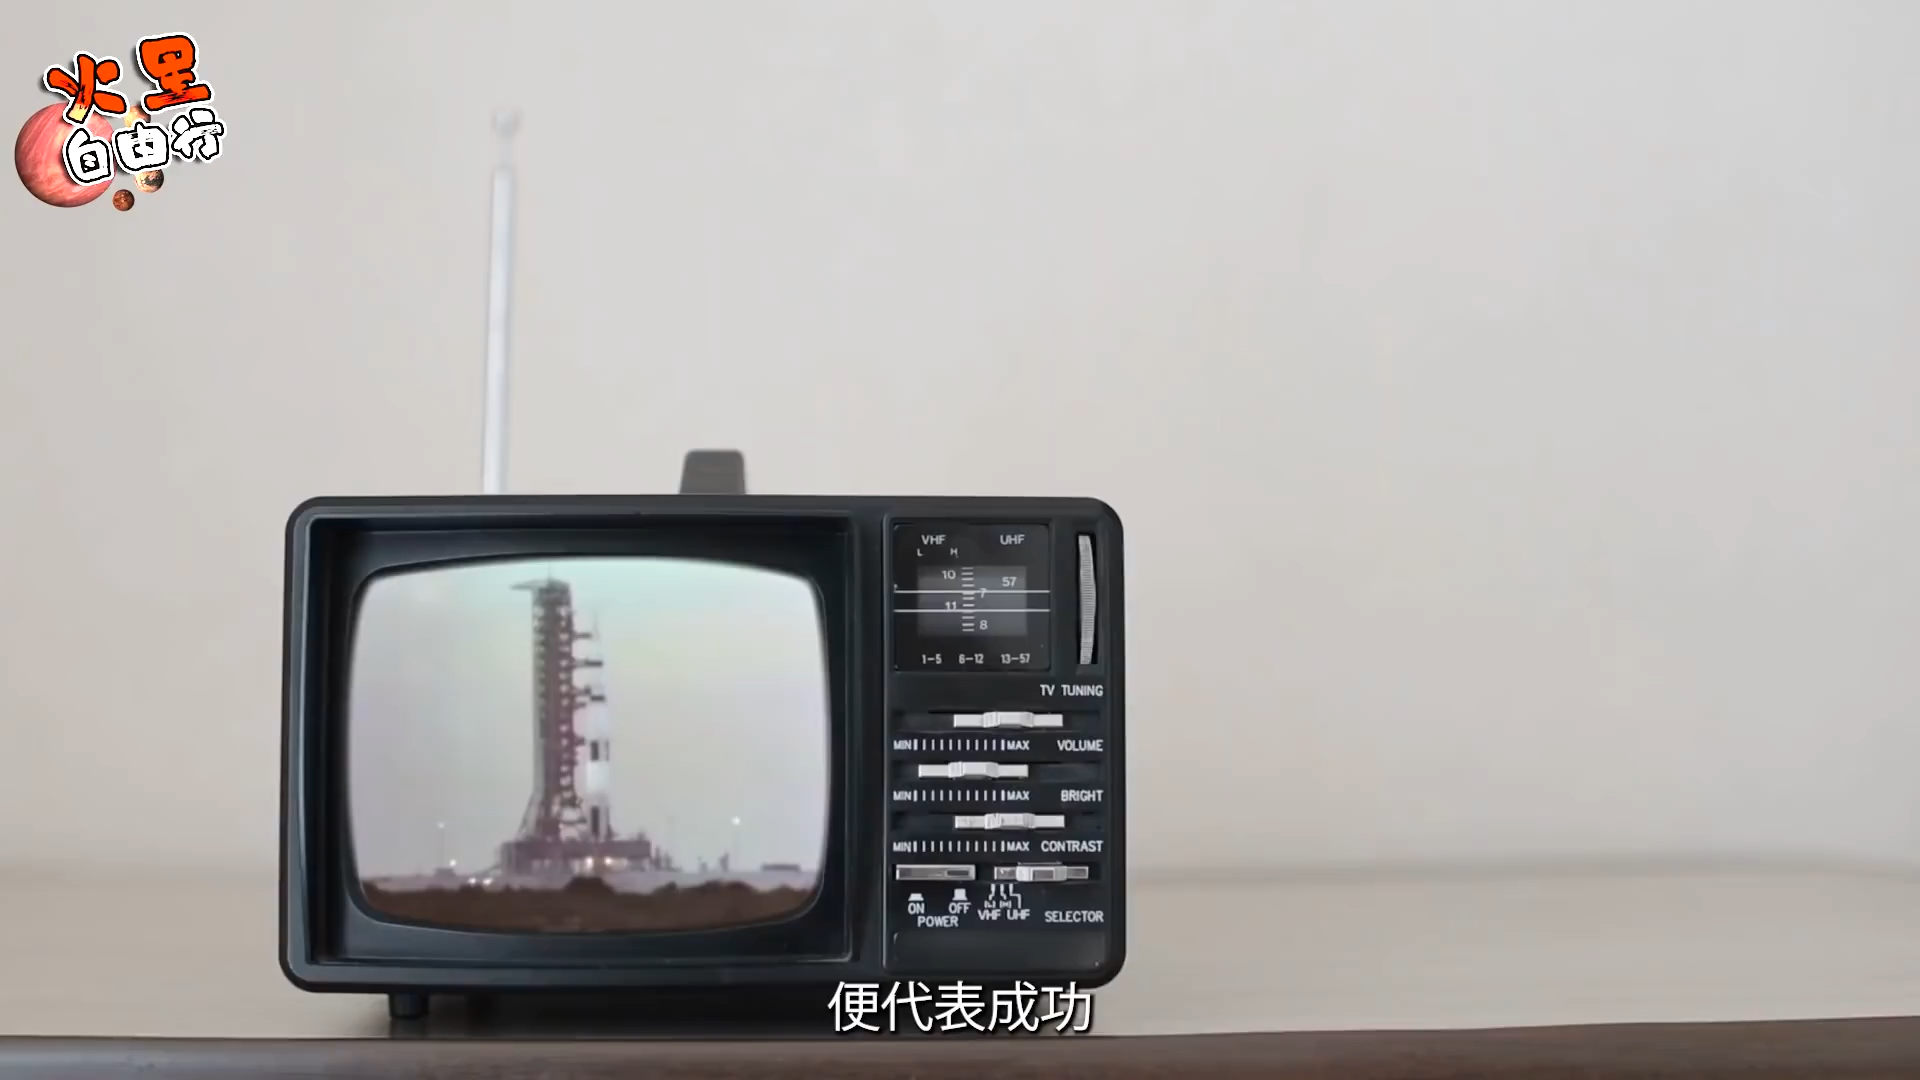 火星
自由行
VHF UHF
L H
10 57
7
11
8
1-5 6-12 13-57
TV TUNING
MIN MAX VOLUME
MIN MAX BRIGHT
MIN MAX CONTRAST
ON OFF VHF UHF SELECTOR
POWER
便代表成功